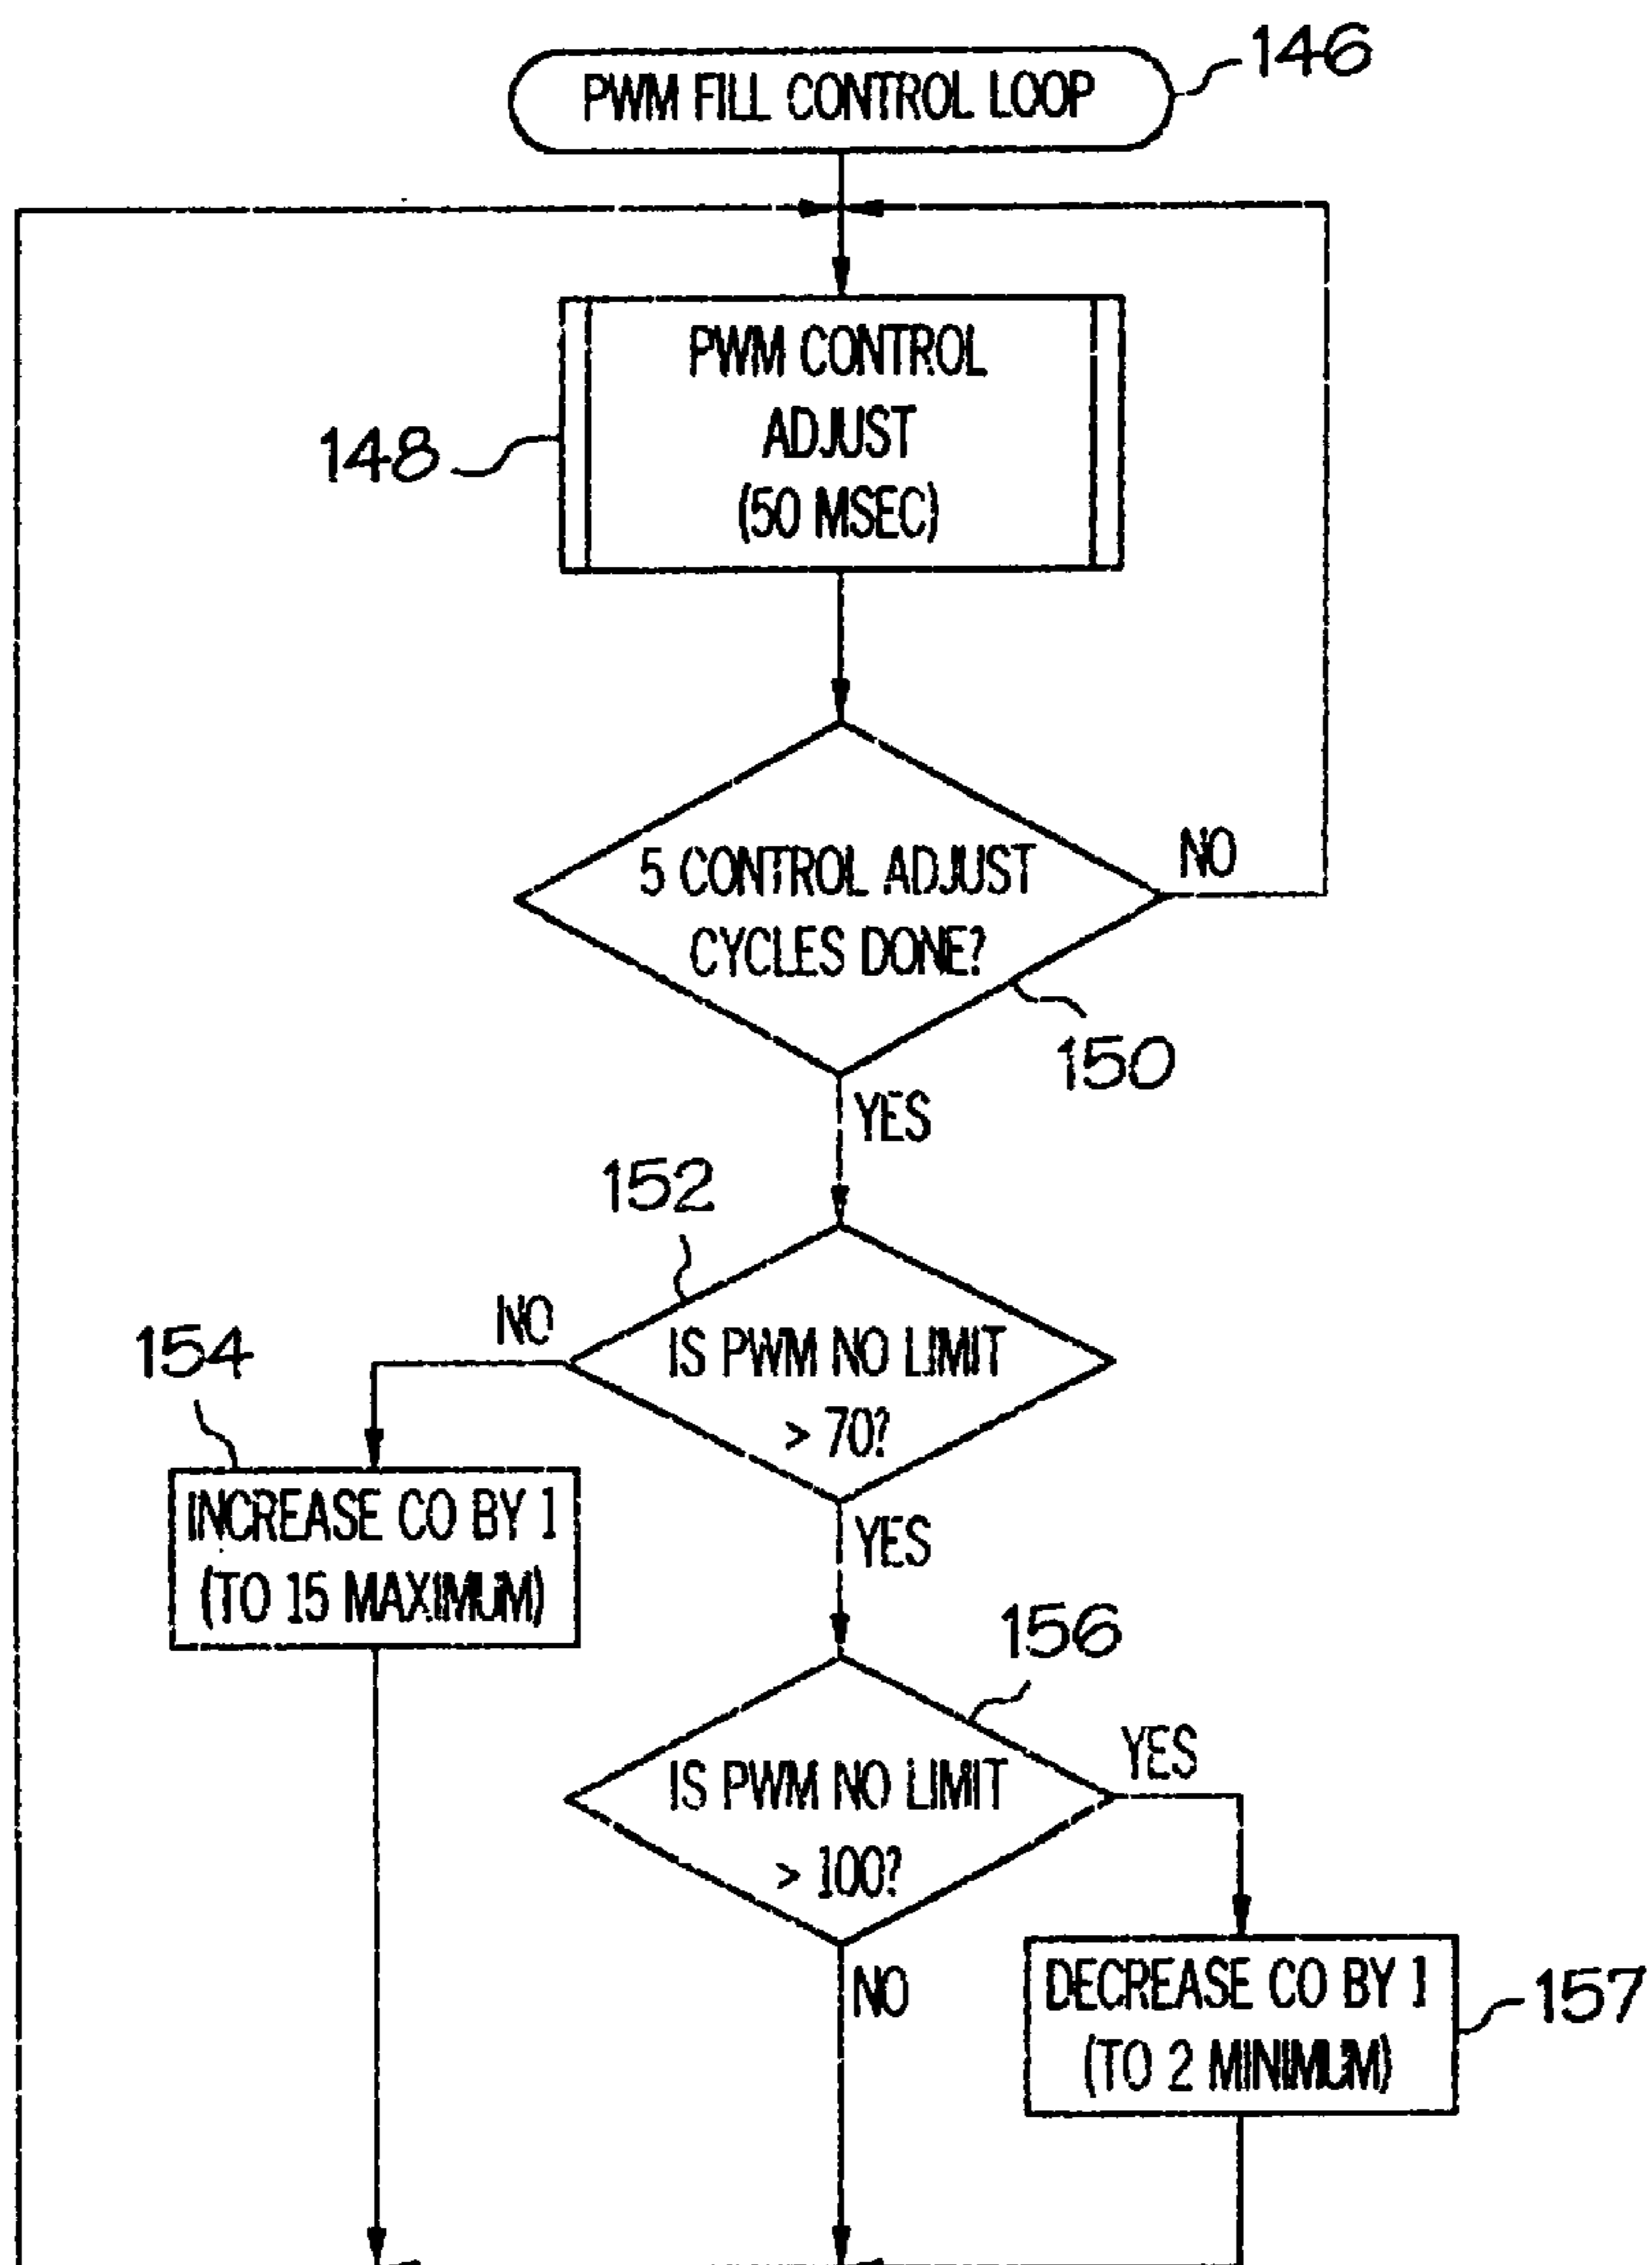 146
PWM FILL CONTROL LOOP
148
PWM CONTROL
ADJUST
(50 MSEC)
5 CONTROL ADJUST
CYCLES DONE?
NO
150
YES
152
IS PWM NO LIMIT
> 70?
NO
154
INCREASE CO BY 1
(TO 15 MAXIMUM)
YES
156
IS PWM NO LIMIT
> 100?
YES
NO
DECREASE CO BY 1
(TO 2 MINIMUM)
157